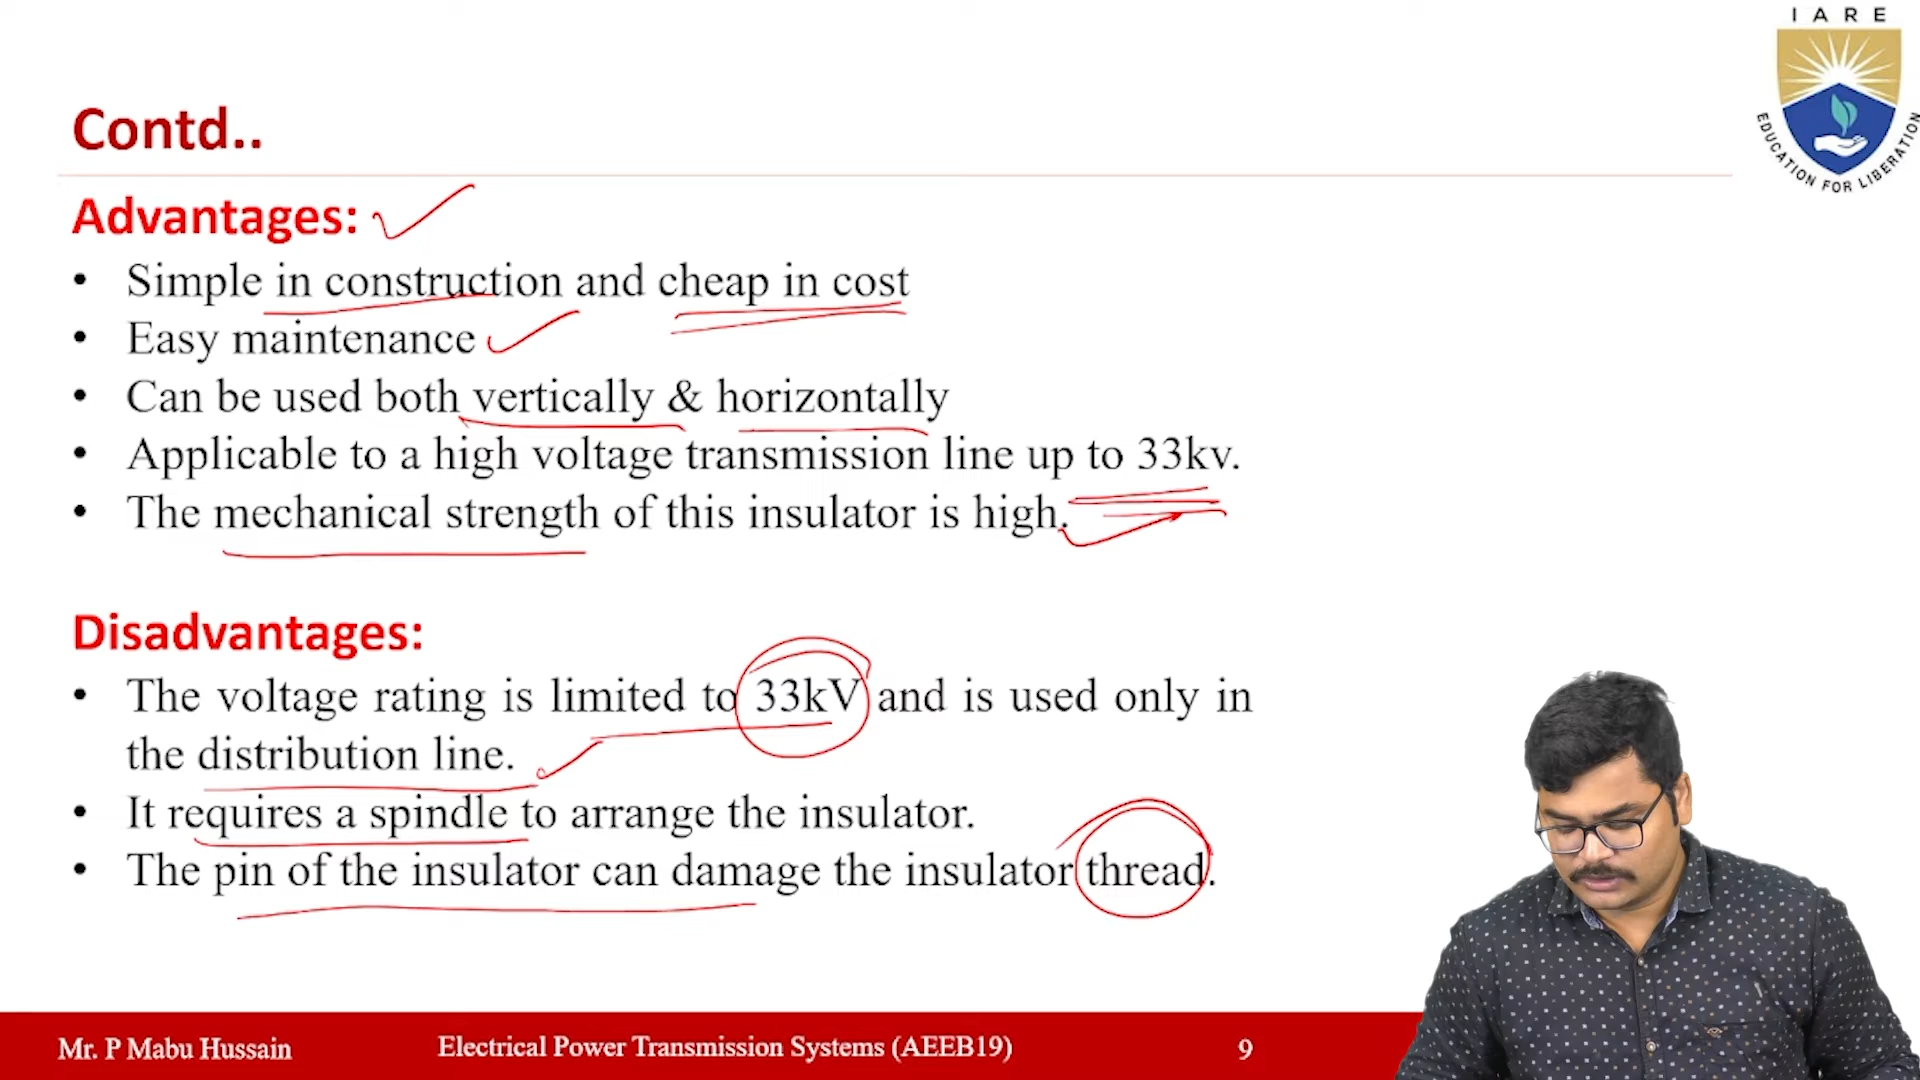 IARE
EDUCATION FOR LIBERATION
Contd..
Advantages:
• Simple in construction and cheap in cost
• Easy maintenance
• Can be used both vertically & horizontally
• Applicable to a high voltage transmission line up to 33kv.
• The mechanical strength of this insulator is high.
Disadvantages:
• The voltage rating is limited to 33kV and is used only in
the distribution line.
• It requires a spindle to arrange the insulator.
• The pin of the insulator can damage the insulator thread.
Mr. P Mabu Hussain
Electrical Power Transmission Systems (AEEB19)
9